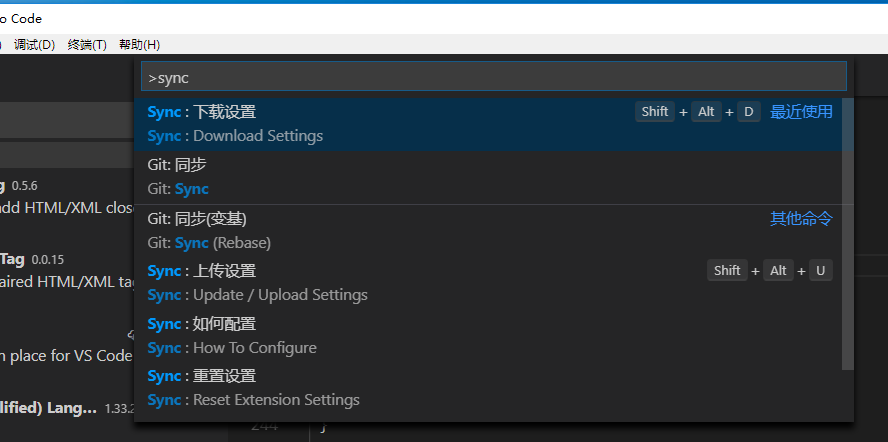 o Code
调试(D) 终端(T) 帮助(H)
>sync
Sync : 下载设置 Shift + Alt + D 最近使用
Sync : Download Settings
Git: 同步
Git: Sync
Git: 同步(变基) 其他命令
Git: Sync (Rebase)
Sync : 上传设置 Shift + Alt + U
Sync : Update / Upload Settings
Sync : 如何配置
Sync : How To Configure
Sync : 重置设置
Sync : Reset Extension Settings
g 0.5.6
add HTML/XML close
Tag 0.0.15
aired HTML/XML tag
n place for VS Code
lified) Lang... 1.33.2
244 }